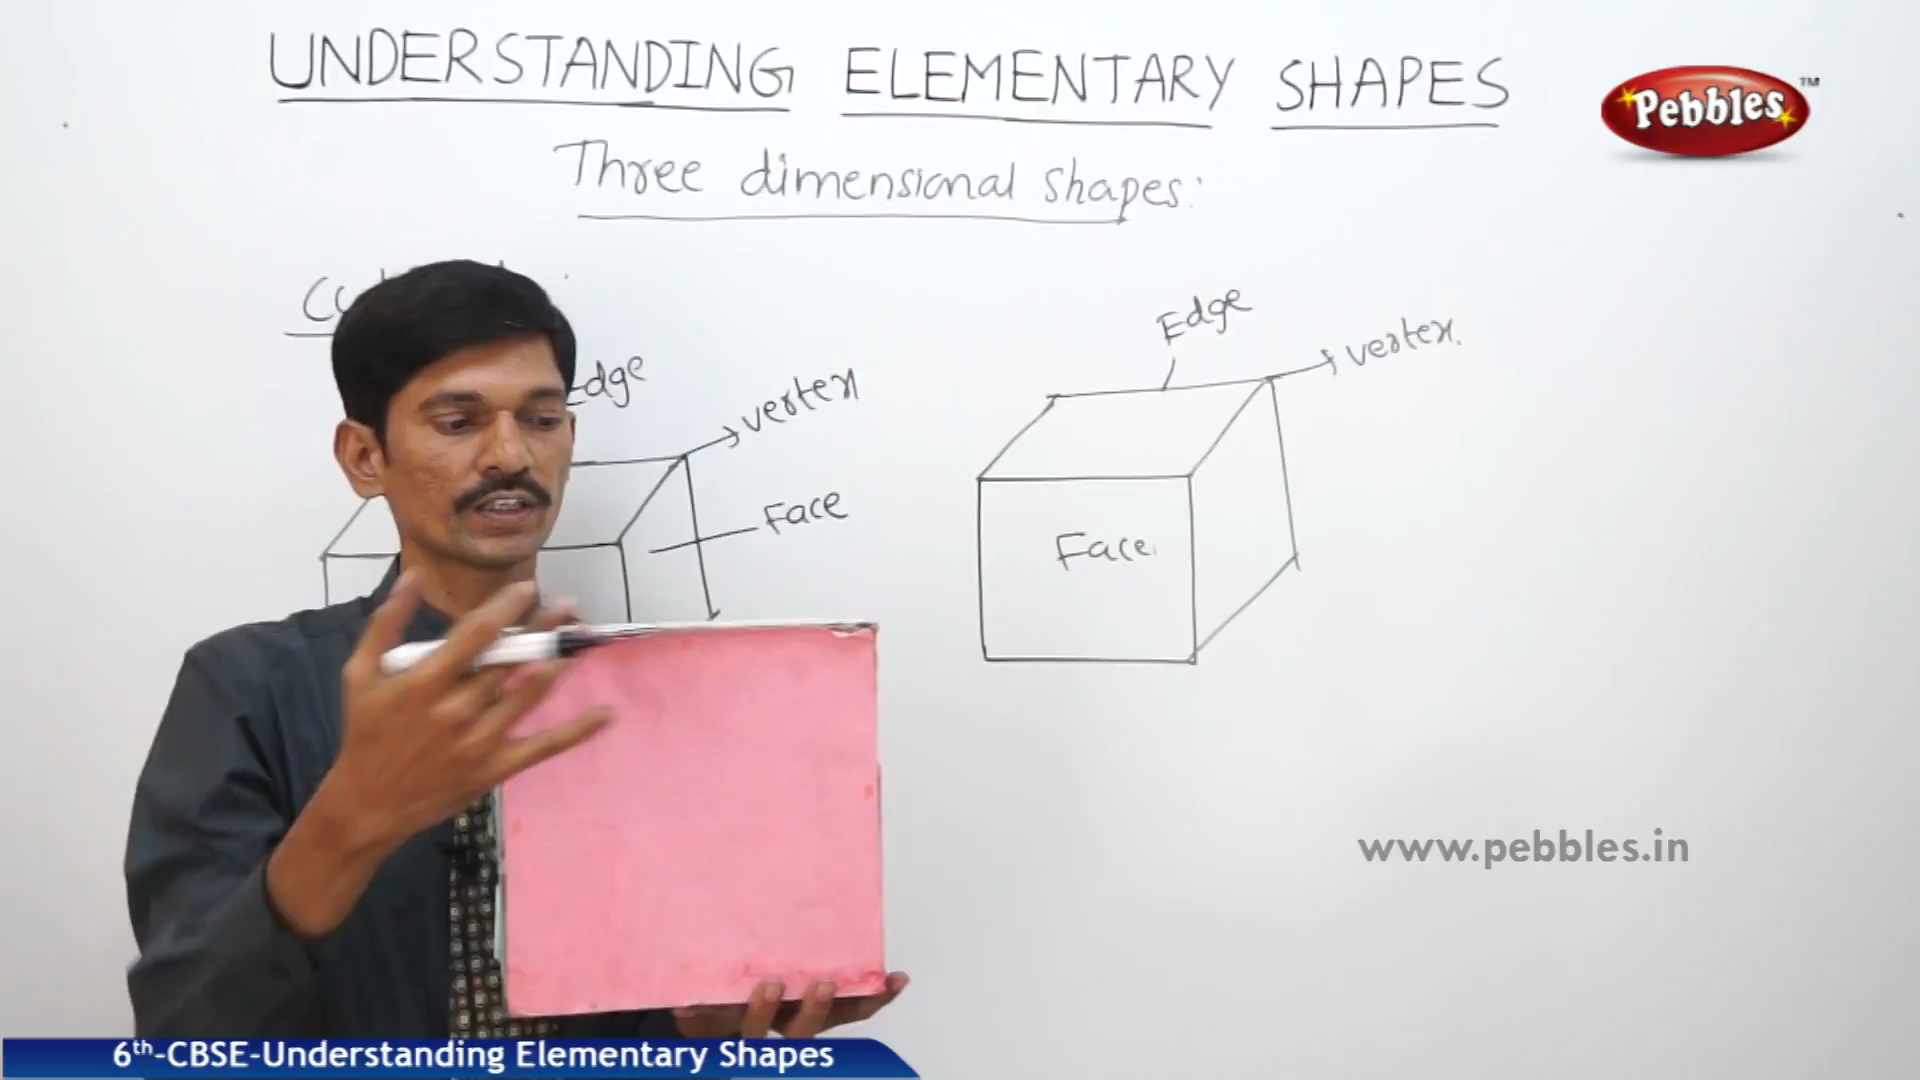 UNDERSTANDING ELEMENTARY SHAPES
Pebbles™
Three dimensional shapes:
Edge
vertex.
Edge
vertex
Face
Face.
www.pebbles.in
6th-CBSE-Understanding Elementary Shapes